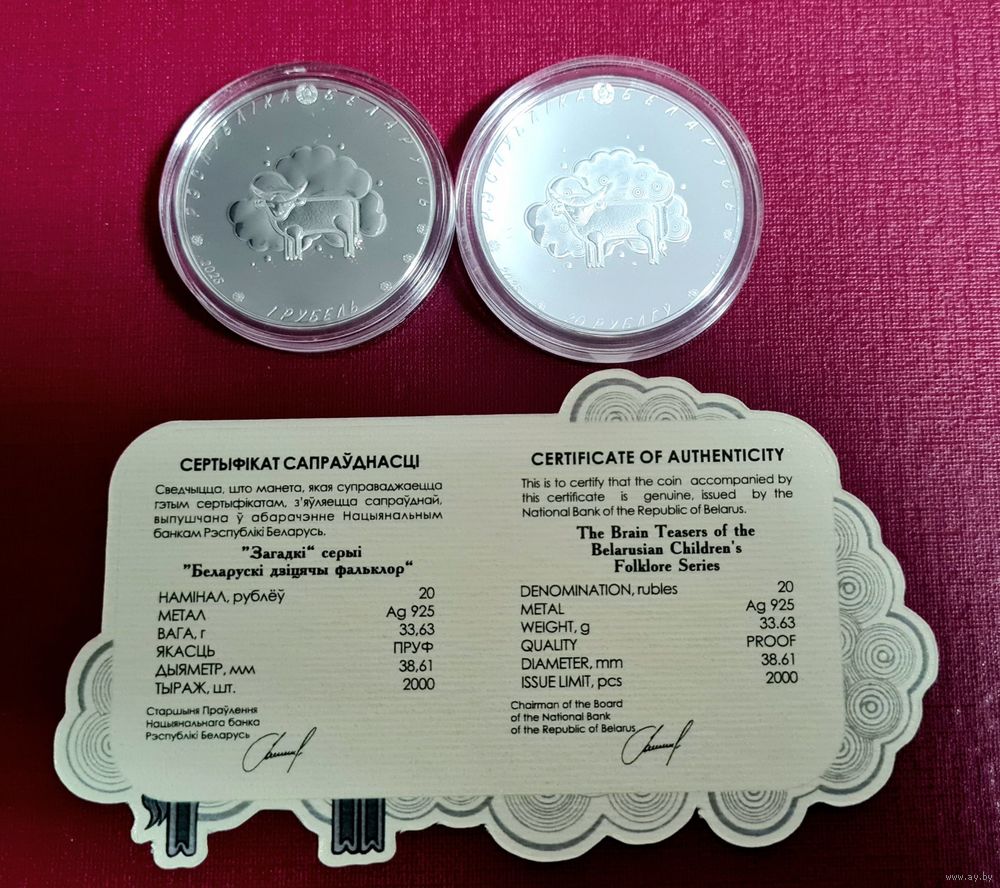 РЭСПУБЛІКА БЕЛАРУСЬ
2025
1 РУБЕЛЬ
РЭСПУБЛІКА БЕЛАРУСЬ
20 РУБЛЁЎ
СЕРТЫФІКАТ САПРАЎДНАСЦІ
Сведчыцца, што манета, якая суправаджаецца
гэтым сертыфікатам, з'яўляецца сапраўднай,
выпушчана ў абарачэнне Нацыянальным
банкам Рэспублікі Беларусь.
"Загадкі" серыі
"Беларускі дзіцячы фальклор"
НАМІНАЛ, рублёў 20
МЕТАЛ Ag 925
ВАГА, г 33,63
ЯКАСЦЬ ПРУФ
ДЫЯМЕТР, мм 38,61
ТЫРАЖ, шт. 2000
Старшыня Праўлення
Нацыянальнага банка
Рэспублікі Беларусь
CERTIFICATE OF AUTHENTICITY
This is to certify that the coin accompanied by
this certificate is genuine, issued by the
National Bank of the Republic of Belarus.
The Brain Teasers of the
Belarusian Children's
Folklore Series
DENOMINATION, rubles 20
METAL Ag 925
WEIGHT, g 33.63
QUALITY PROOF
DIAMETER, mm 38.61
ISSUE LIMIT, pcs 2000
Chairman of the Board
of the National Bank
of the Republic of Belarus
www.ay.by